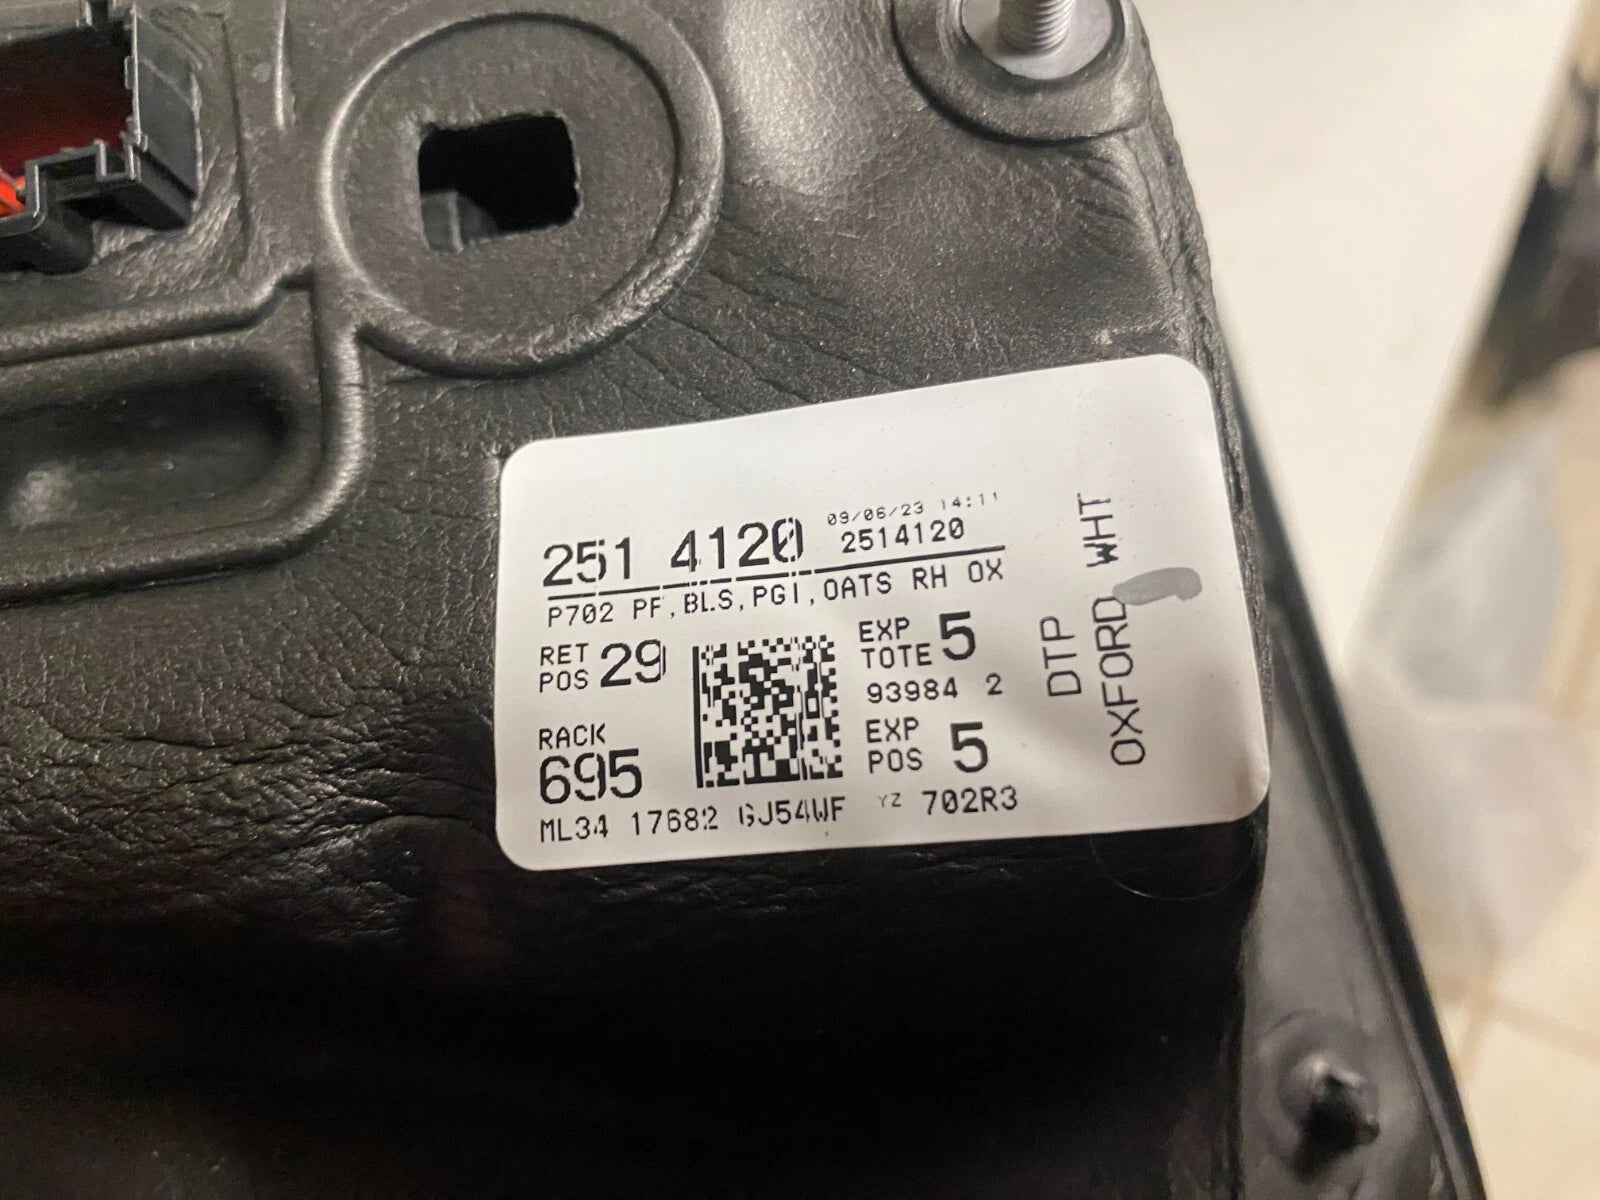 09/06/23 14:11
251 4120 2514120
P702 PF,BLS,PGI,OATS RH OX
RET POS 29
EXP TOTE 5
93984 2
RACK 695
EXP POS 5
ML34 17682 GJ54WF YZ 702R3
DTP
OXFORD WHT